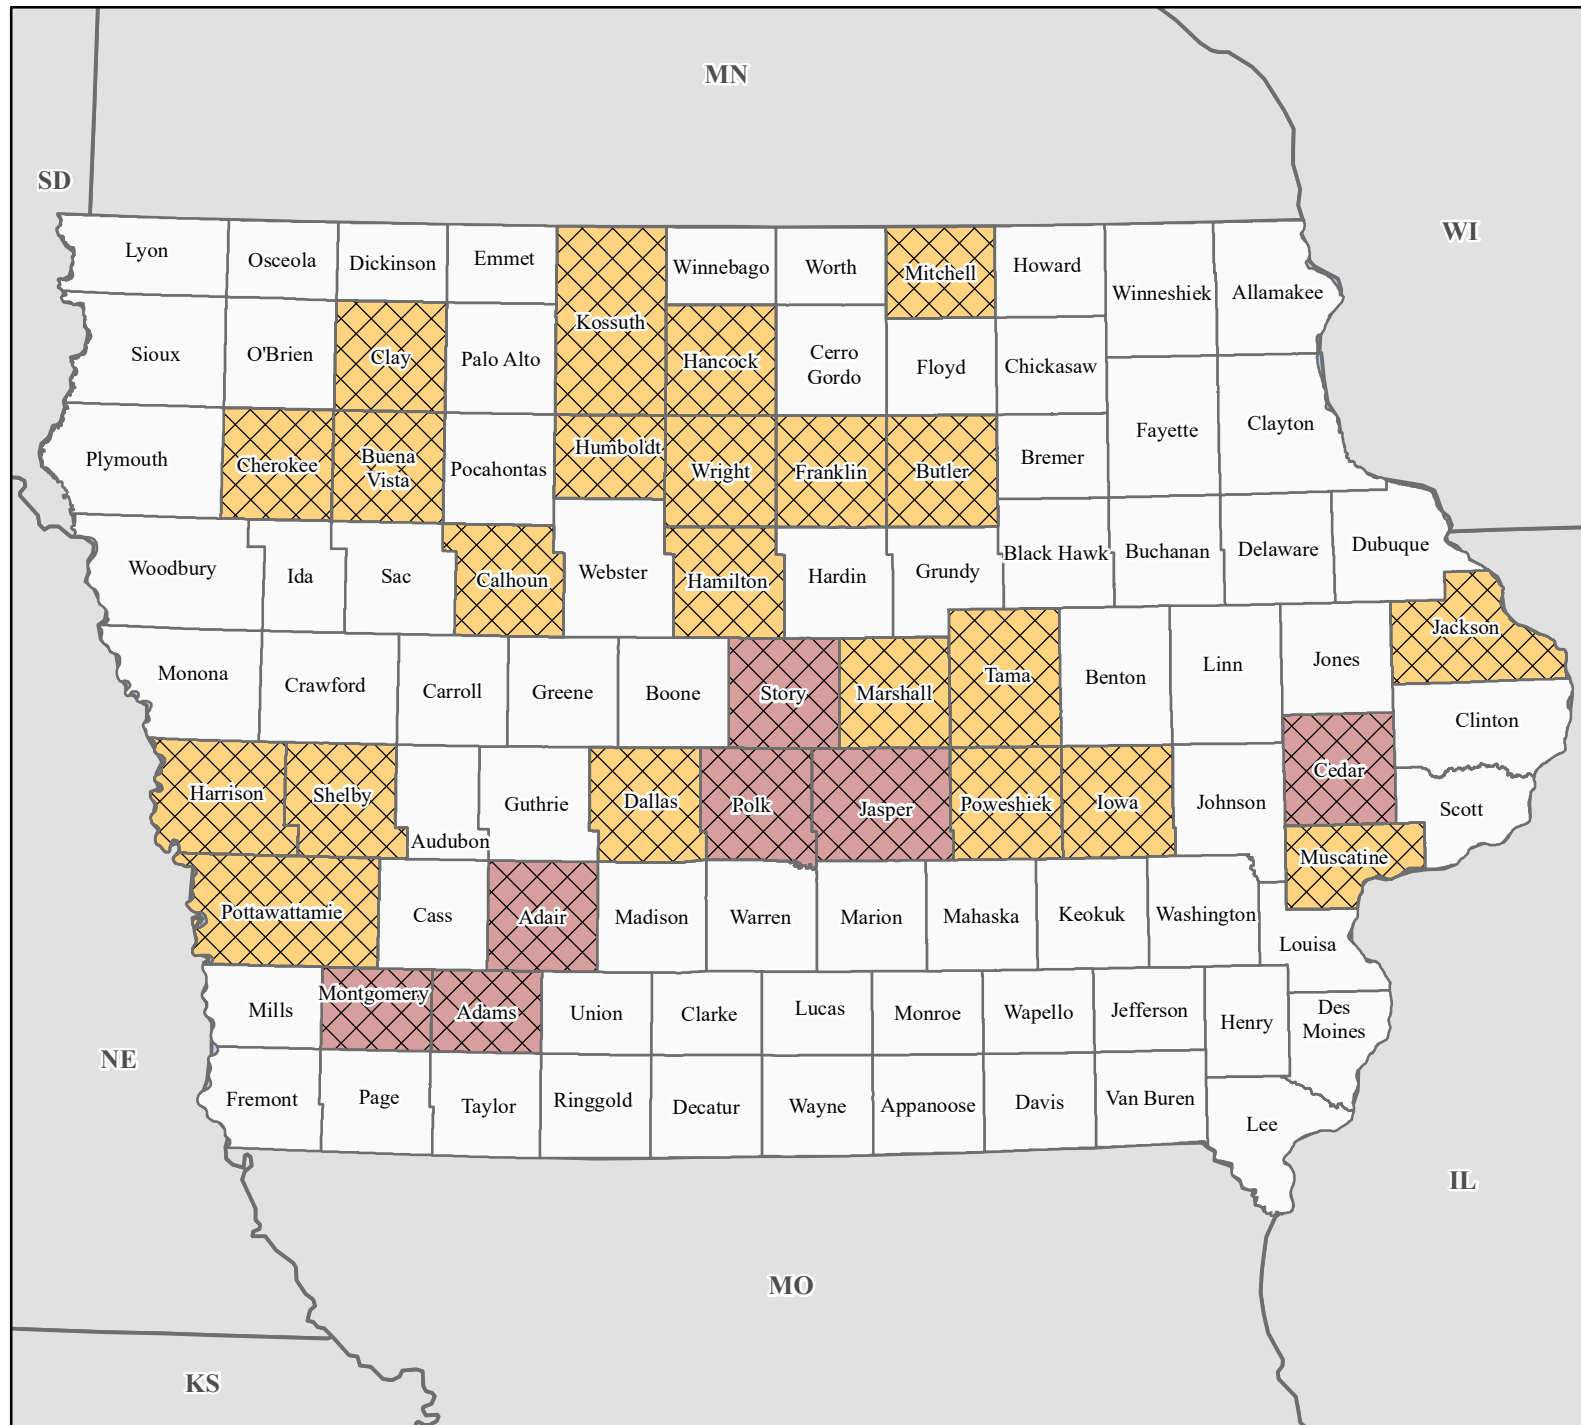 MN
SD
WI
Lyon
Osceola
Dickinson
Emmet
Kossuth
Winnebago
Worth
Mitchell
Howard
Winneshiek
Allamakee
Sioux
O'Brien
Clay
Palo Alto
Hancock
Cerro
Gordo
Floyd
Chickasaw
Fayette
Clayton
Plymouth
Cherokee
Buena
Vista
Pocahontas
Humboldt
Wright
Franklin
Butler
Bremer
Woodbury
Ida
Sac
Calhoun
Webster
Hamilton
Hardin
Grundy
Black Hawk
Buchanan
Delaware
Dubuque
Monona
Crawford
Carroll
Greene
Boone
Story
Marshall
Tama
Benton
Linn
Jones
Jackson
Clinton
Harrison
Shelby
Audubon
Guthrie
Dallas
Polk
Jasper
Poweshiek
Iowa
Johnson
Cedar
Scott
Muscatine
Pottawattamie
Cass
Adair
Madison
Warren
Marion
Mahaska
Keokuk
Washington
Louisa
Mills
Montgomery
Adams
Union
Clarke
Lucas
Monroe
Wapello
Jefferson
Henry
Des
Moines
NE
Fremont
Page
Taylor
Ringgold
Decatur
Wayne
Appanoose
Davis
Van Buren
Lee
IL
MO
KS